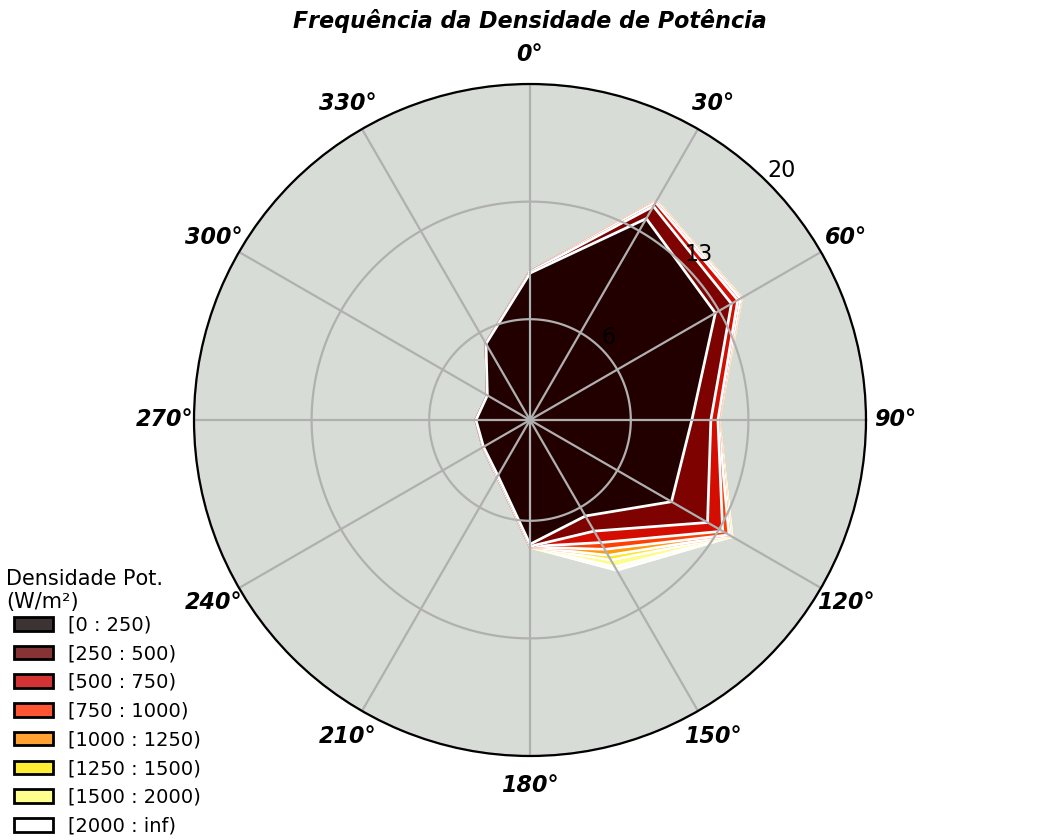 Frequência da Densidade de Potência
0°
330°
30°
20
300°
60°
13
6
270°
90°
240°
120°
210°
150°
180°
Densidade Pot.
(W/m²)
[0 : 250)
[250 : 500)
[500 : 750)
[750 : 1000)
[1000 : 1250)
[1250 : 1500)
[1500 : 2000)
[2000 : inf)